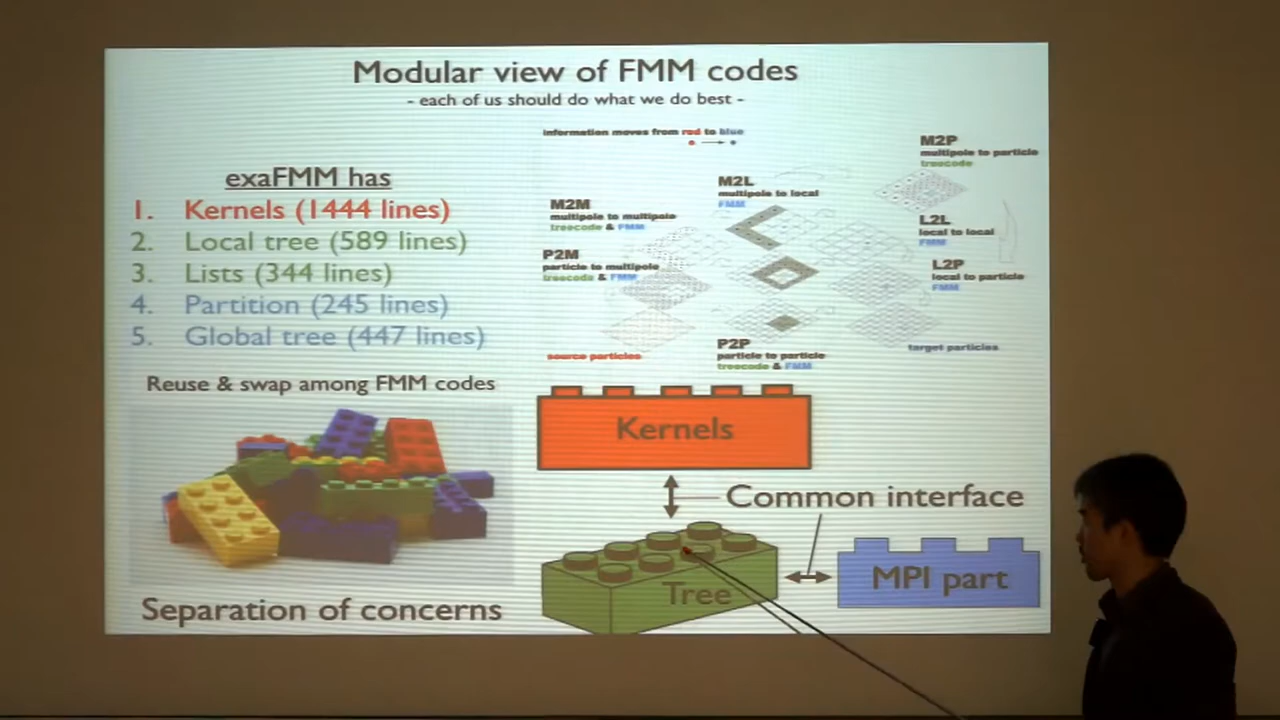 Modular view of FMM codes
- each of us should do what we do best -
information moves from red to blue
exaFMM has
1. Kernels (1444 lines)
2. Local tree (589 lines)
3. Lists (344 lines)
4. Partition (245 lines)
5. Global tree (447 lines)
M2M
multipole to multipole
treecode & FMM
P2M
particle to multipole
treecode & FMM
source particles
M2L
multipole to local
FMM
P2P
particle to particle
treecode & FMM
M2P
multipole to particle
treecode
L2L
local to local
FMM
L2P
local to particle
FMM
target particles
Reuse & swap among FMM codes
Separation of concerns
Kernels
Common interface
Tree
MPI part